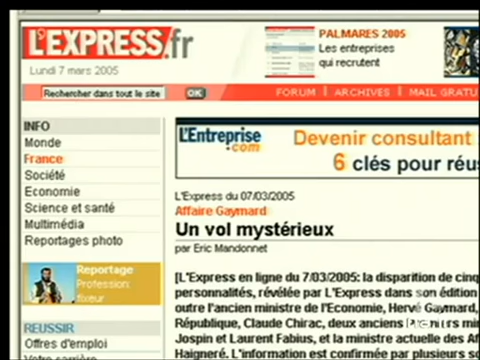 L'EXPRESS.fr
Lundi 7 mars 2005
PALMARES 2005
Les entreprises
qui recrutent
Rechercher dans tout le site OK
FORUM | ARCHIVES | MAIL GRATU
INFO
Monde
France
Société
Economie
Science et santé
Multimédia
Reportages photo
Reportage
Profession
fixeur
REUSSIR
Offres d'emploi
Votre carrière
L'Entreprise
.com
Devenir consultant
6 clés pour réus
L'Express du 07/03/2005
Affaire Gaymard
Un vol mystérieux
par Eric Mandonnet
[L'Express en ligne du 7/03/2005: la disparition de cinq
personnalités, révélée par L'Express dans son édition
outre l'ancien ministre de l'Economie, Hervé Gaymard,
République, Claude Chirac, deux anciens
Jospin et Laurent Fabius, et la ministre actuelle des Affa
Haigneré. L'information est confirmée par plusieurs s